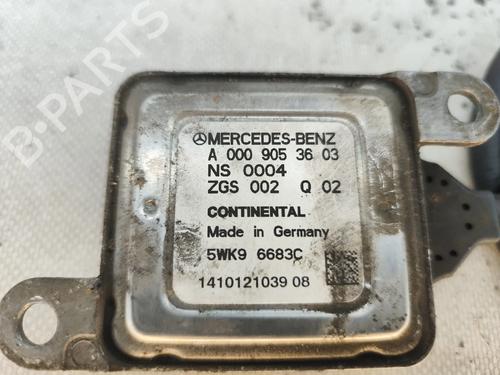 B-PARTS
MERCEDES-BENZ
A 000 905 36 03
NS 0004
ZGS 002 Q 02
CONTINENTAL
Made in Germany
5WK9 6683C
1410121039 08